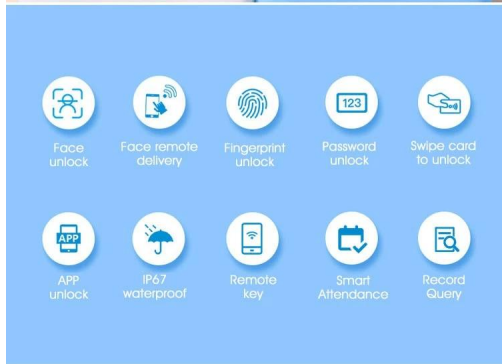 123
Face
unlock
Face remote
delivery
Fingerprint
unlock
Password
unlock
Swipe card
to unlock
APP
APP
unlock
IP67
waterproof
Remote
key
Smart
Attendance
Record
Query